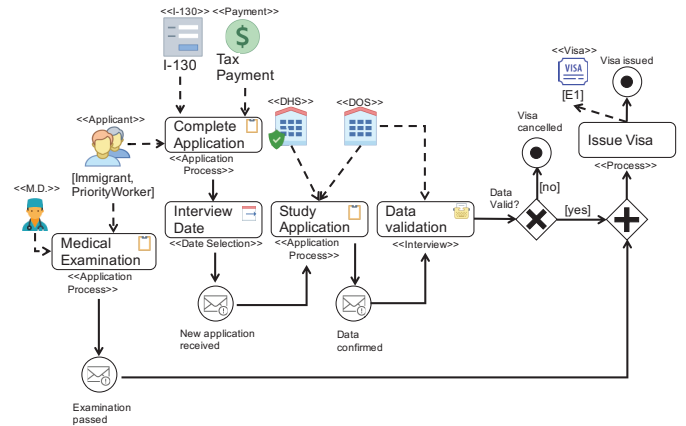 <<I-130>>
<<Payment>>
I-130
Tax
Payment
<<Visa>>
VISA
[E1]
Visa issued
<<Applicant>>
[Immigrant,
PriorityWorker]
Complete
Application
<<Application
Process>>
<<DHS>>
<<DOS>>
Visa
cancelled
Issue Visa
<<Process>>
<<M.D.>>
Medical
Examination
<<Application
Process>>
Interview
Date
<<Date Selection>>
Study
Application
<<Application
Process>>
Data
validation
<<Interview>>
Data
Valid?
[no]
[yes]
New application
received
Data
confirmed
Examination
passed